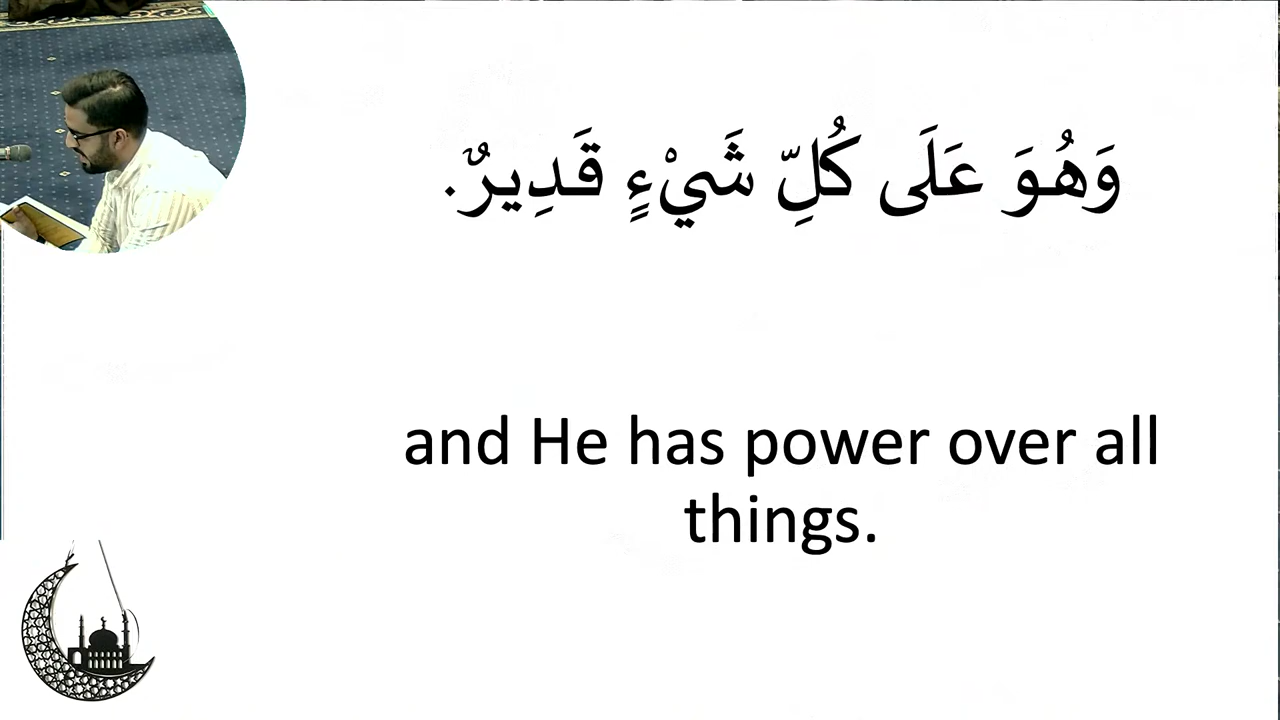 وَهُوَ عَلَى كُلِّ شَيْءٍ قَدِيرٌ.
and He has power over all
things.